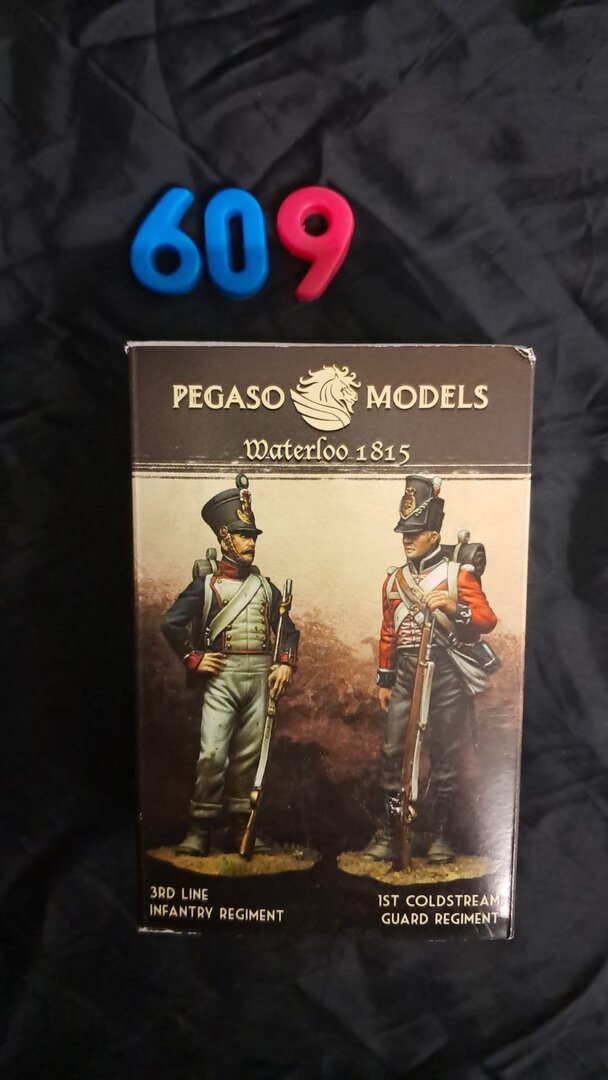 609
PEGASO MODELS
Waterloo 1815
3RD LINE
INFANTRY REGIMENT
1ST COLDSTREAM
GUARD REGIMENT